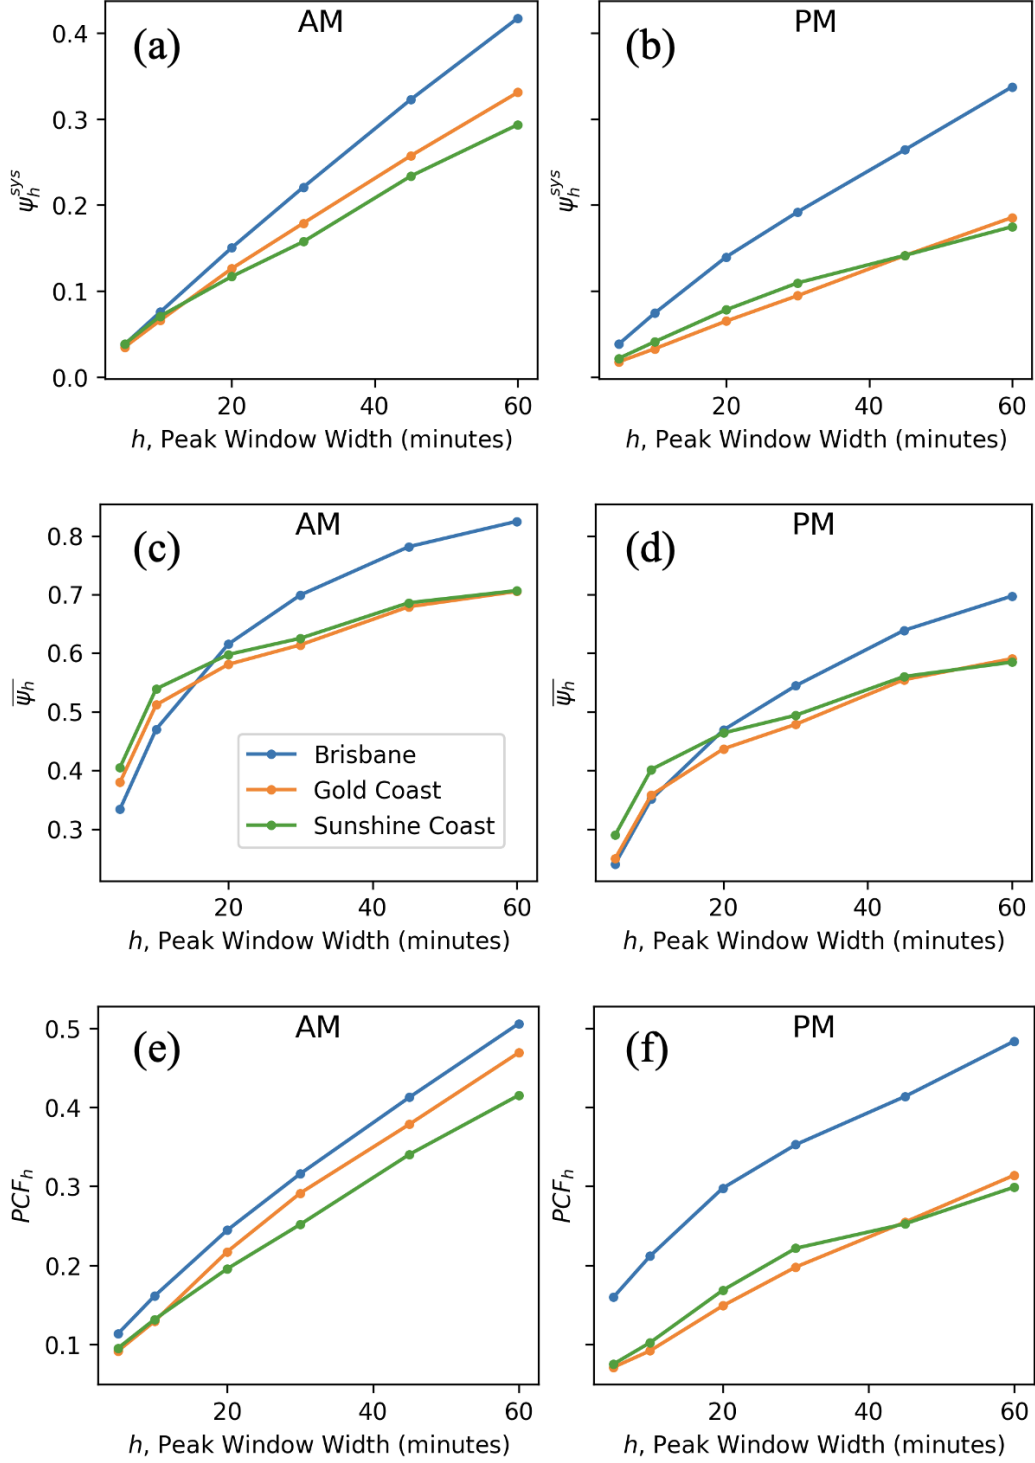 (a) AM
0.4
0.3
0.2
0.1
0.0
ψ_h^{sys}
20 40 60
h, Peak Window Width (minutes)
(b) PM
ψ_h^{sys}
20 40 60
h, Peak Window Width (minutes)
(c) AM
0.8
0.7
0.6
0.5
0.4
0.3
\overline{ψ_h}
Brisbane
Gold Coast
Sunshine Coast
20 40 60
h, Peak Window Width (minutes)
(d) PM
\overline{ψ_h}
20 40 60
h, Peak Window Width (minutes)
(e) AM
0.5
0.4
0.3
0.2
0.1
PCF_h
20 40 60
h, Peak Window Width (minutes)
(f) PM
PCF_h
20 40 60
h, Peak Window Width (minutes)